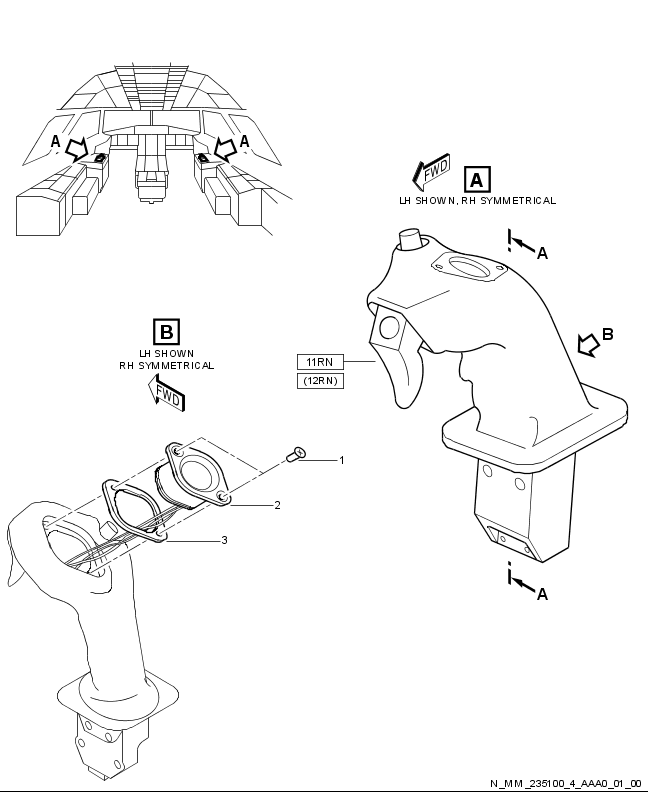 A
A
FWD
A
LH SHOWN, RH SYMMETRICAL
A
B
B
LH SHOWN
RH SYMMETRICAL
FWD
11RN
(12RN)
1
2
3
A
N_MM_235100_4_AAA0_01_00